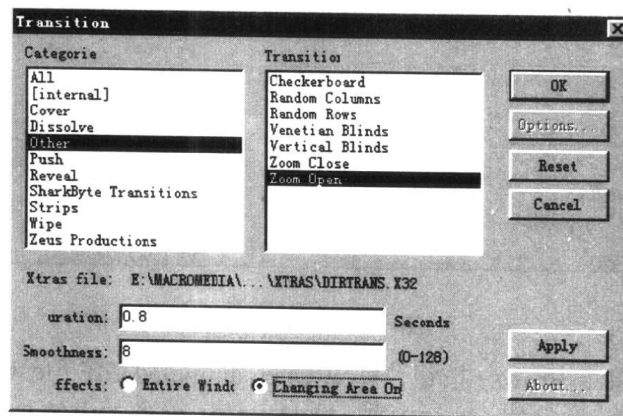 Transition
Categorie
All
[internal]
Cover
Dissolve
Other
Push
Reveal
SharkByte Transitions
Strips
Wipe
Zeus Productions
Transition
Checkerboard
Random Columns
Random Rows
Venetian Blinds
Vertical Blinds
Zoom Close
Zoom Open
OK
Options...
Reset
Cancel
Xtras file: E:\MACROMEDIA\...\XTRAS\DIRTRANS.X32
uration: 0.8 Seconds
Smoothness: 8 (0-128)
ffects: Entire Windo Changing Area On
Apply
About...